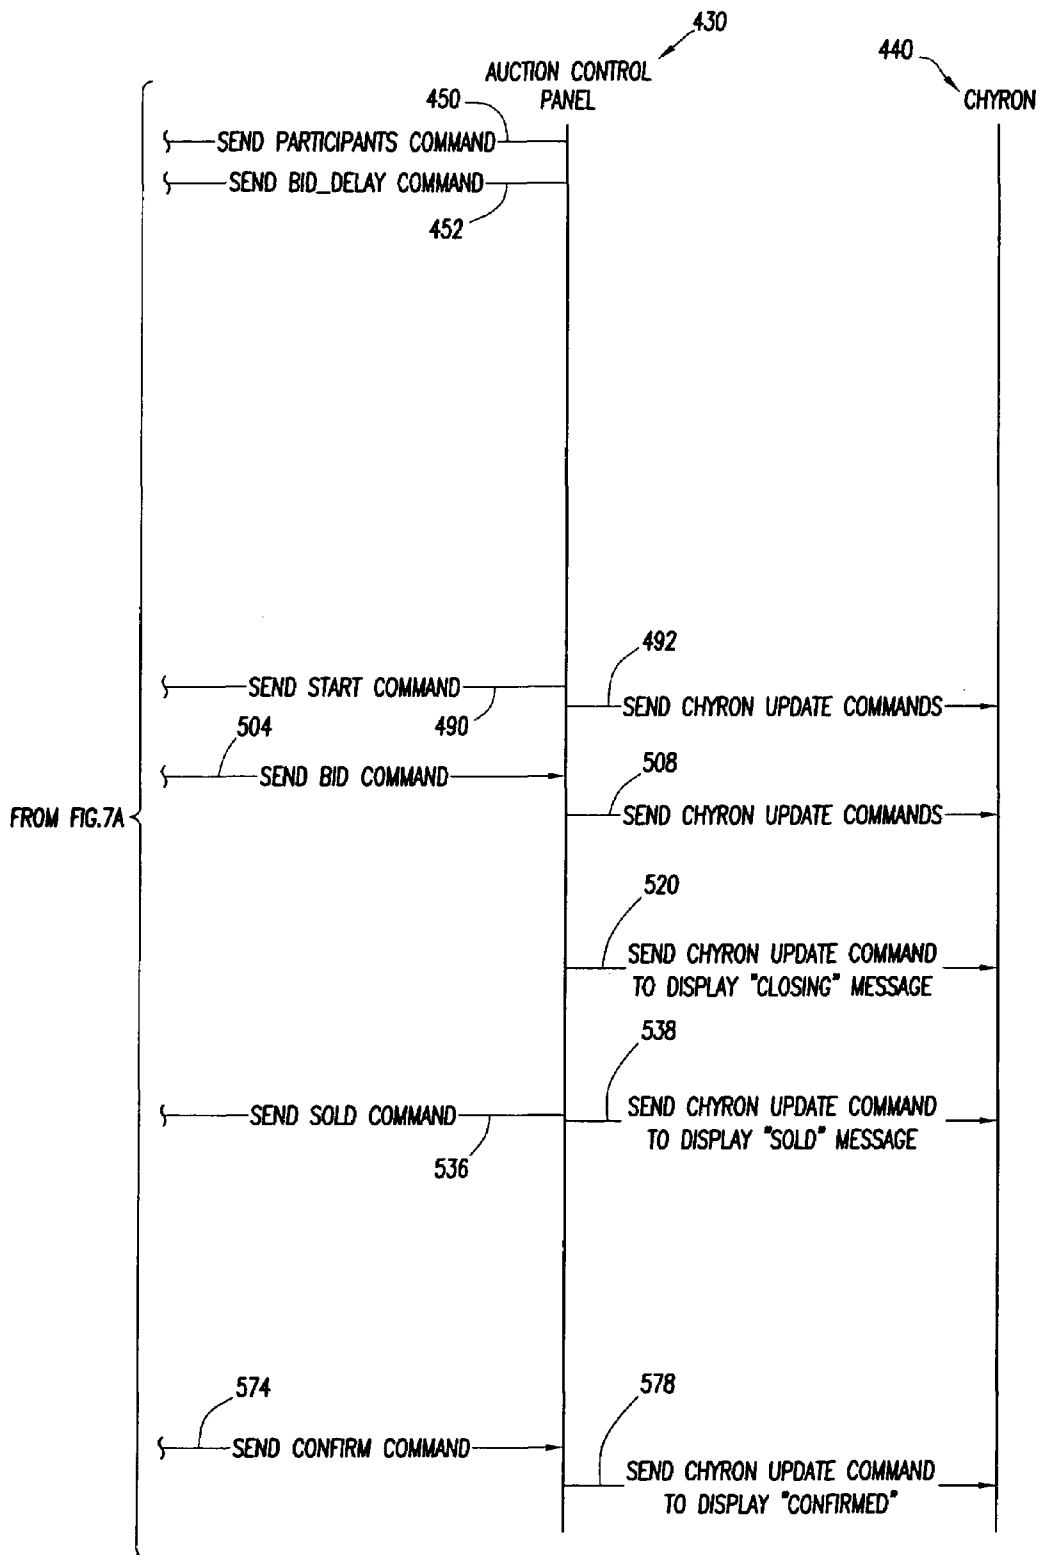 430
440
AUCTION CONTROL
PANEL
CHYRON
450
SEND PARTICIPANTS COMMAND
SEND BID_DELAY COMMAND
452
492
SEND START COMMAND
490
SEND CHYRON UPDATE COMMANDS
504
SEND BID COMMAND
508
SEND CHYRON UPDATE COMMANDS
FROM FIG.7A
520
SEND CHYRON UPDATE COMMAND
TO DISPLAY "CLOSING" MESSAGE
538
SEND SOLD COMMAND
536
SEND CHYRON UPDATE COMMAND
TO DISPLAY "SOLD" MESSAGE
574
SEND CONFIRM COMMAND
578
SEND CHYRON UPDATE COMMAND
TO DISPLAY "CONFIRMED"